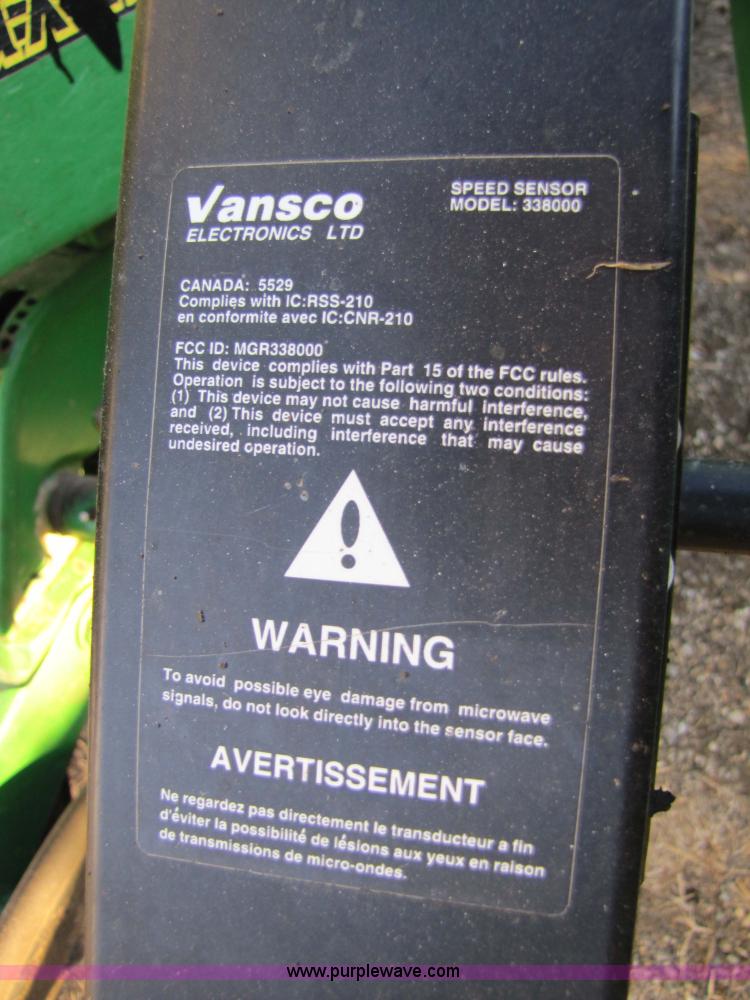 Vansco
ELECTRONICS LTD
SPEED SENSOR
MODEL: 338000
CANADA: 5529
Complies with IC:RSS-210
en conformite avec IC:CNR-210
FCC ID: MGR338000
This device complies with Part 15 of the FCC rules.
Operation is subject to the following two conditions:
(1) This device may not cause harmful interference,
and (2) This device must accept any interference
received, including interference that may cause
undesired operation.
WARNING
To avoid possible eye damage from microwave
signals, do not look directly into the sensor face.
AVERTISSEMENT
Ne regardez pas directement le transducteur a fin
d'éviter la possibilité de lésions aux yeux en raison
de transmissions de micro-ondes.
www.purplewave.com